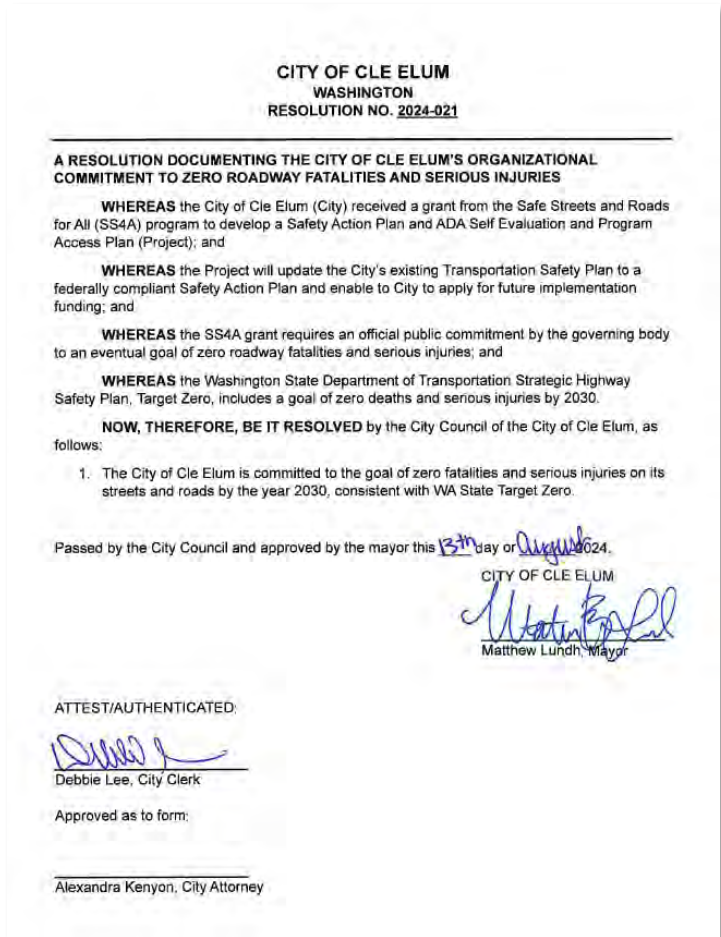 CITY OF CLE ELUM
WASHINGTON
RESOLUTION NO. 2024-021
A RESOLUTION DOCUMENTING THE CITY OF CLE ELUM'S ORGANIZATIONAL
COMMITMENT TO ZERO ROADWAY FATALITIES AND SERIOUS INJURIES
WHEREAS the City of Cle Elum (City) received a grant from the Safe Streets and Roads
for All (SS4A) program to develop a Safety Action Plan and ADA Self Evaluation and Program
Access Plan (Project); and
WHEREAS the Project will update the City's existing Transportation Safety Plan to a
federally compliant Safety Action Plan and enable to City to apply for future implementation
funding; and
WHEREAS the SS4A grant requires an official public commitment by the governing body
to an eventual goal of zero roadway fatalities and serious injuries; and
WHEREAS the Washington State Department of Transportation Strategic Highway
Safety Plan, Target Zero, includes a goal of zero deaths and serious injuries by 2030.
NOW, THEREFORE, BE IT RESOLVED by the City Council of the City of Cle Elum, as
follows:
1. The City of Cle Elum is committed to the goal of zero fatalities and serious injuries on its
streets and roads by the year 2030, consistent with WA State Target Zero.
Passed by the City Council and approved by the mayor this 13th day or August 2024.
CITY OF CLE ELUM
Matthew Lundh, Mayor
ATTEST/AUTHENTICATED:
Debbie Lee, City Clerk
Approved as to form:
Alexandra Kenyon, City Attorney